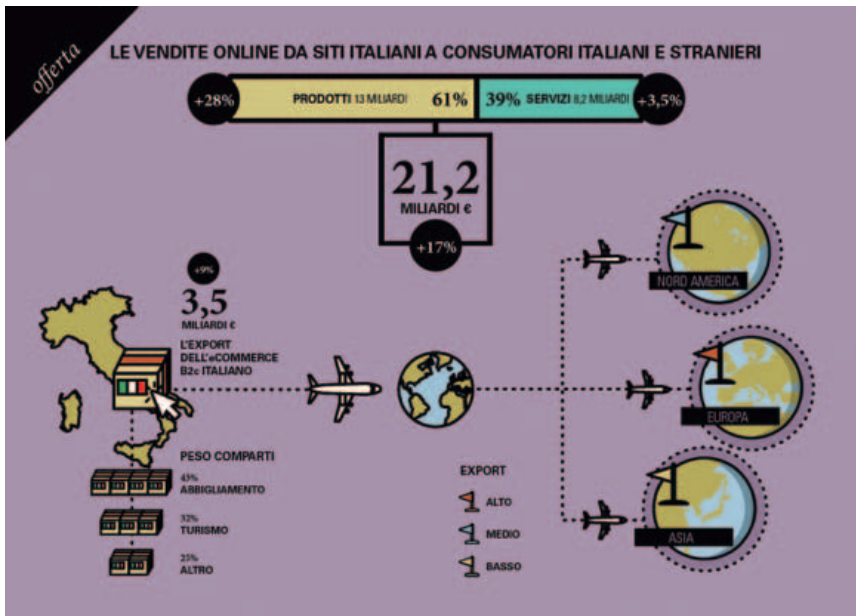 offerta
LE VENDITE ONLINE DA SITI ITALIANI A CONSUMATORI ITALIANI E STRANIERI
+28%
PRODOTTI 13 MILIARDI 61%
39% SERVIZI 8,2 MILIARDI
+3,5%
21,2
MILIARDI €
+17%
NORD AMERICA
+9%
3,5
MILIARDI €
L'EXPORT
DELL'eCOMMERCE
B2c ITALIANO
EUROPA
PESO COMPARTI
43%
ABBIGLIAMENTO
32%
TURISMO
25%
ALTRO
EXPORT
ALTO
MEDIO
BASSO
ASIA